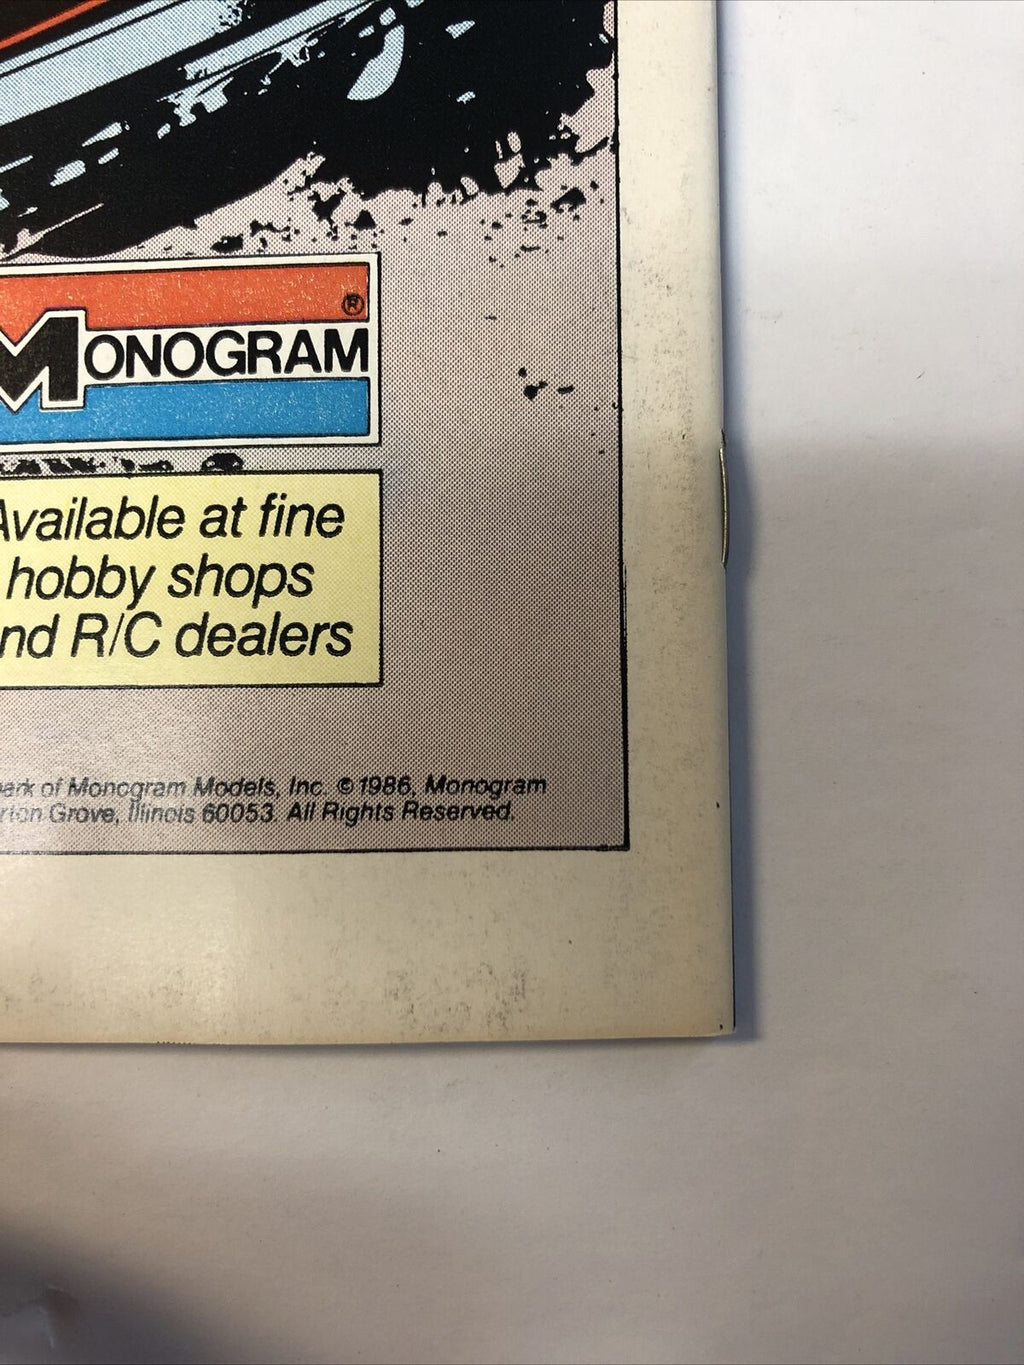 ®
MONOGRAM
Available at fine
hobby shops
nd R/C dealers
ark of Monogram Models, Inc. © 1986, Monogram
rton Grove, Illinois 60053. All Rights Reserved.